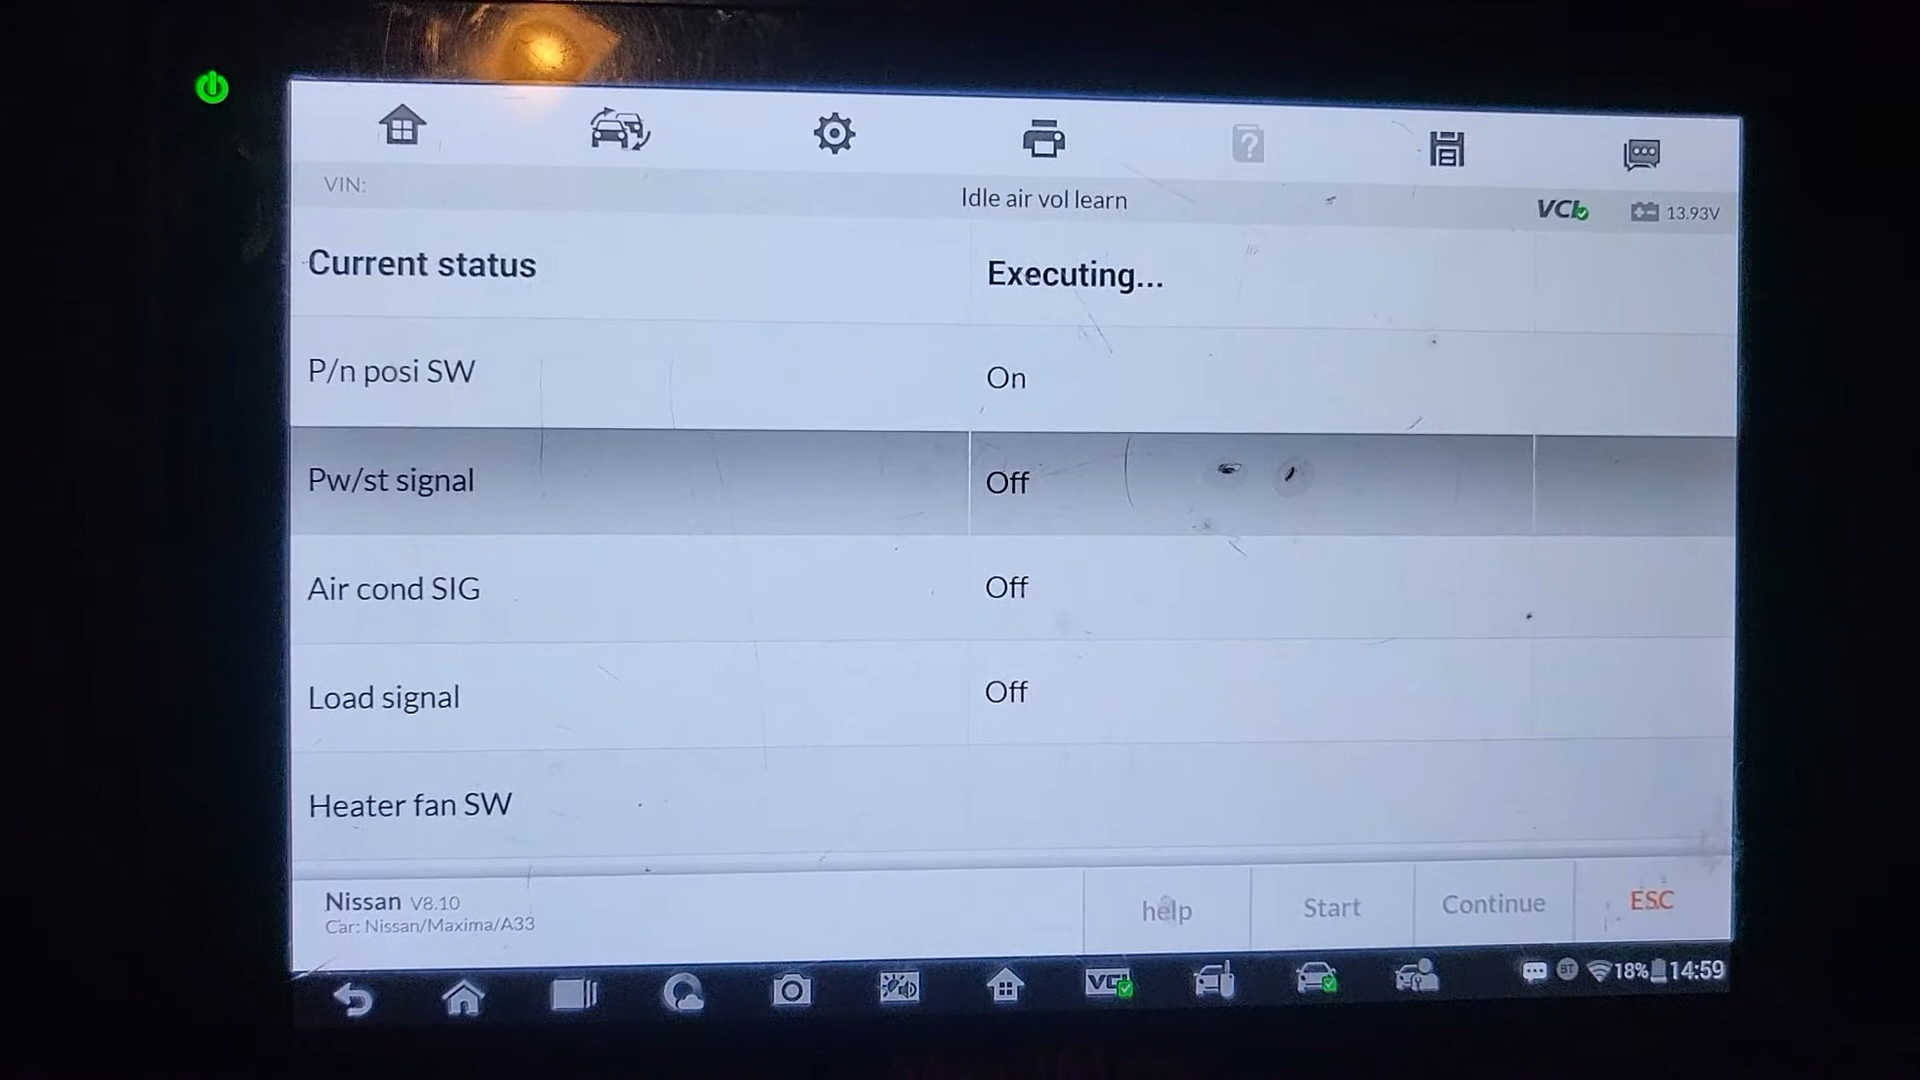 VIN:
Idle air vol learn
VCI
13.93V
Current status
Executing...
P/n posi SW
On
Pw/st signal
Off
Air cond SIG
Off
Load signal
Off
Heater fan SW
Nissan V8.10
Car: Nissan/Maxima/A33
help
Start
Continue
ESC
VCI
BT
18%
14:59